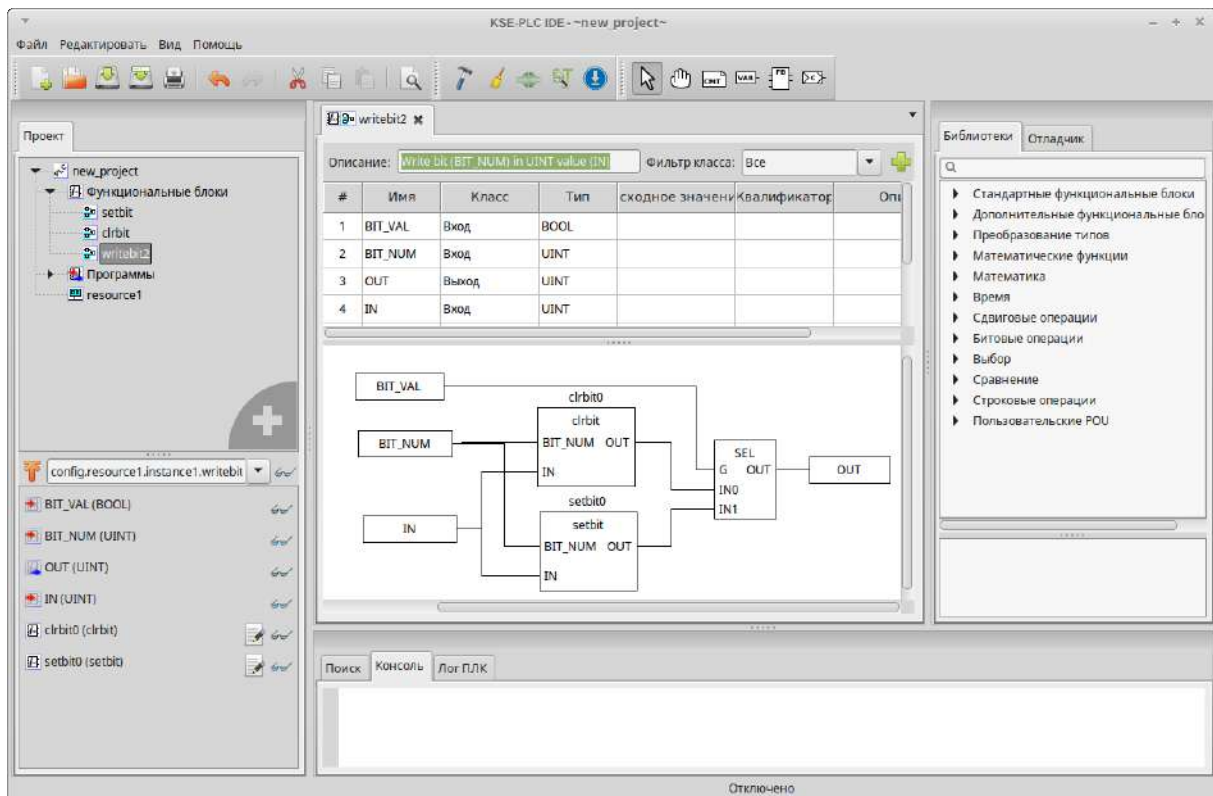 KSE-PLC IDE - ~new_project~
Файл Редактировать Вид Помощь
Проект
new_project
Функциональные блоки
setbit
clrbit
writebit2
Программы
resource1
config.resource1.instance1.writebit
BIT_VAL (BOOL)
BIT_NUM (UINT)
OUT (UINT)
IN (UINT)
clrbit0 (clrbit)
setbit0 (setbit)
writebit2
Описание: Write bit (BIT_NUM) in UINT value (IN) Фильтр класса: Все
# Имя Класс Тип сходное значени Квалификатор Опи
1 BIT_VAL Вход BOOL
2 BIT_NUM Вход UINT
3 OUT Выход UINT
4 IN Вход UINT
BIT_VAL
clrbit0
clrbit
BIT_NUM
BIT_NUM OUT
IN
SEL
G OUT
IN0
IN1
OUT
setbit0
IN
setbit
BIT_NUM OUT
IN
Поиск Консоль Лог ПЛК
Библиотеки Отладчик
Стандартные функциональные блоки
Дополнительные функциональные бло
Преобразование типов
Математические функции
Математика
Время
Сдвиговые операции
Битовые операции
Выбор
Сравнение
Строковые операции
Пользовательские POU
Отключено